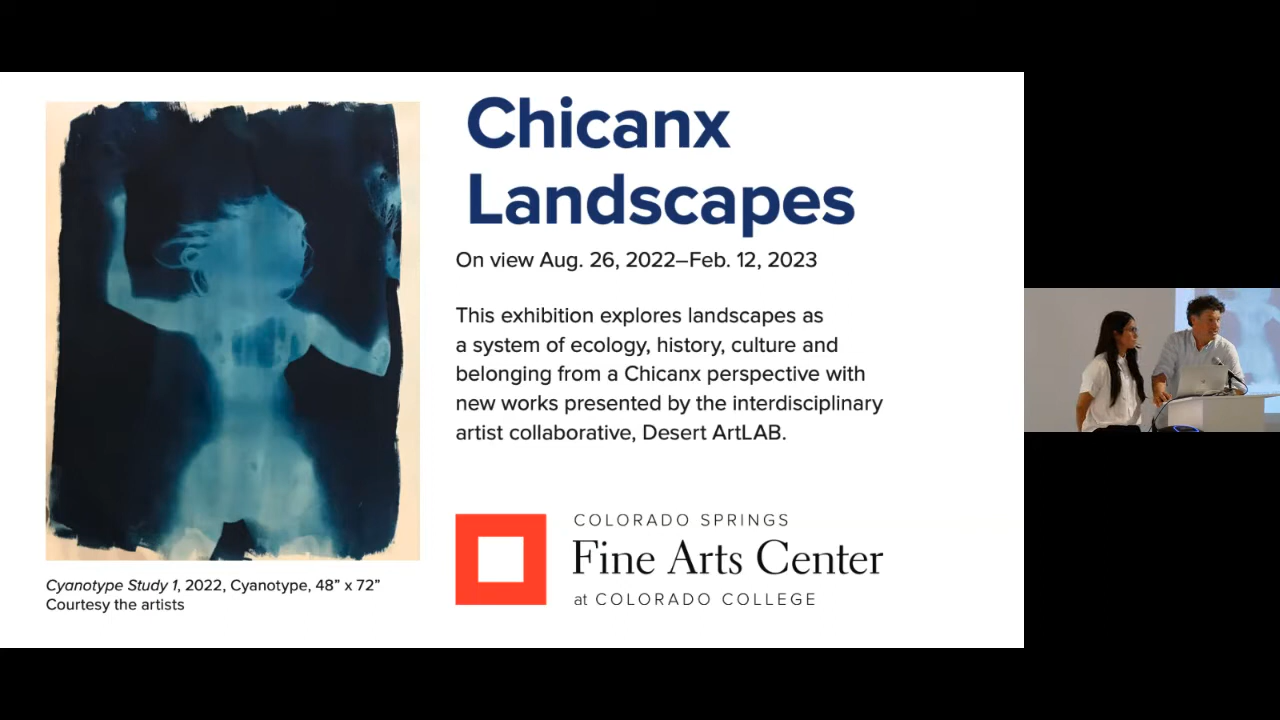 Chicanx
Landscapes
On view Aug. 26, 2022–Feb. 12, 2023
This exhibition explores landscapes as
a system of ecology, history, culture and
belonging from a Chicanx perspective with
new works presented by the interdisciplinary
artist collaborative, Desert ArtLAB.
COLORADO SPRINGS
Fine Arts Center
at COLORADO COLLEGE
Cyanotype Study 1, 2022, Cyanotype, 48” x 72”
Courtesy the artists